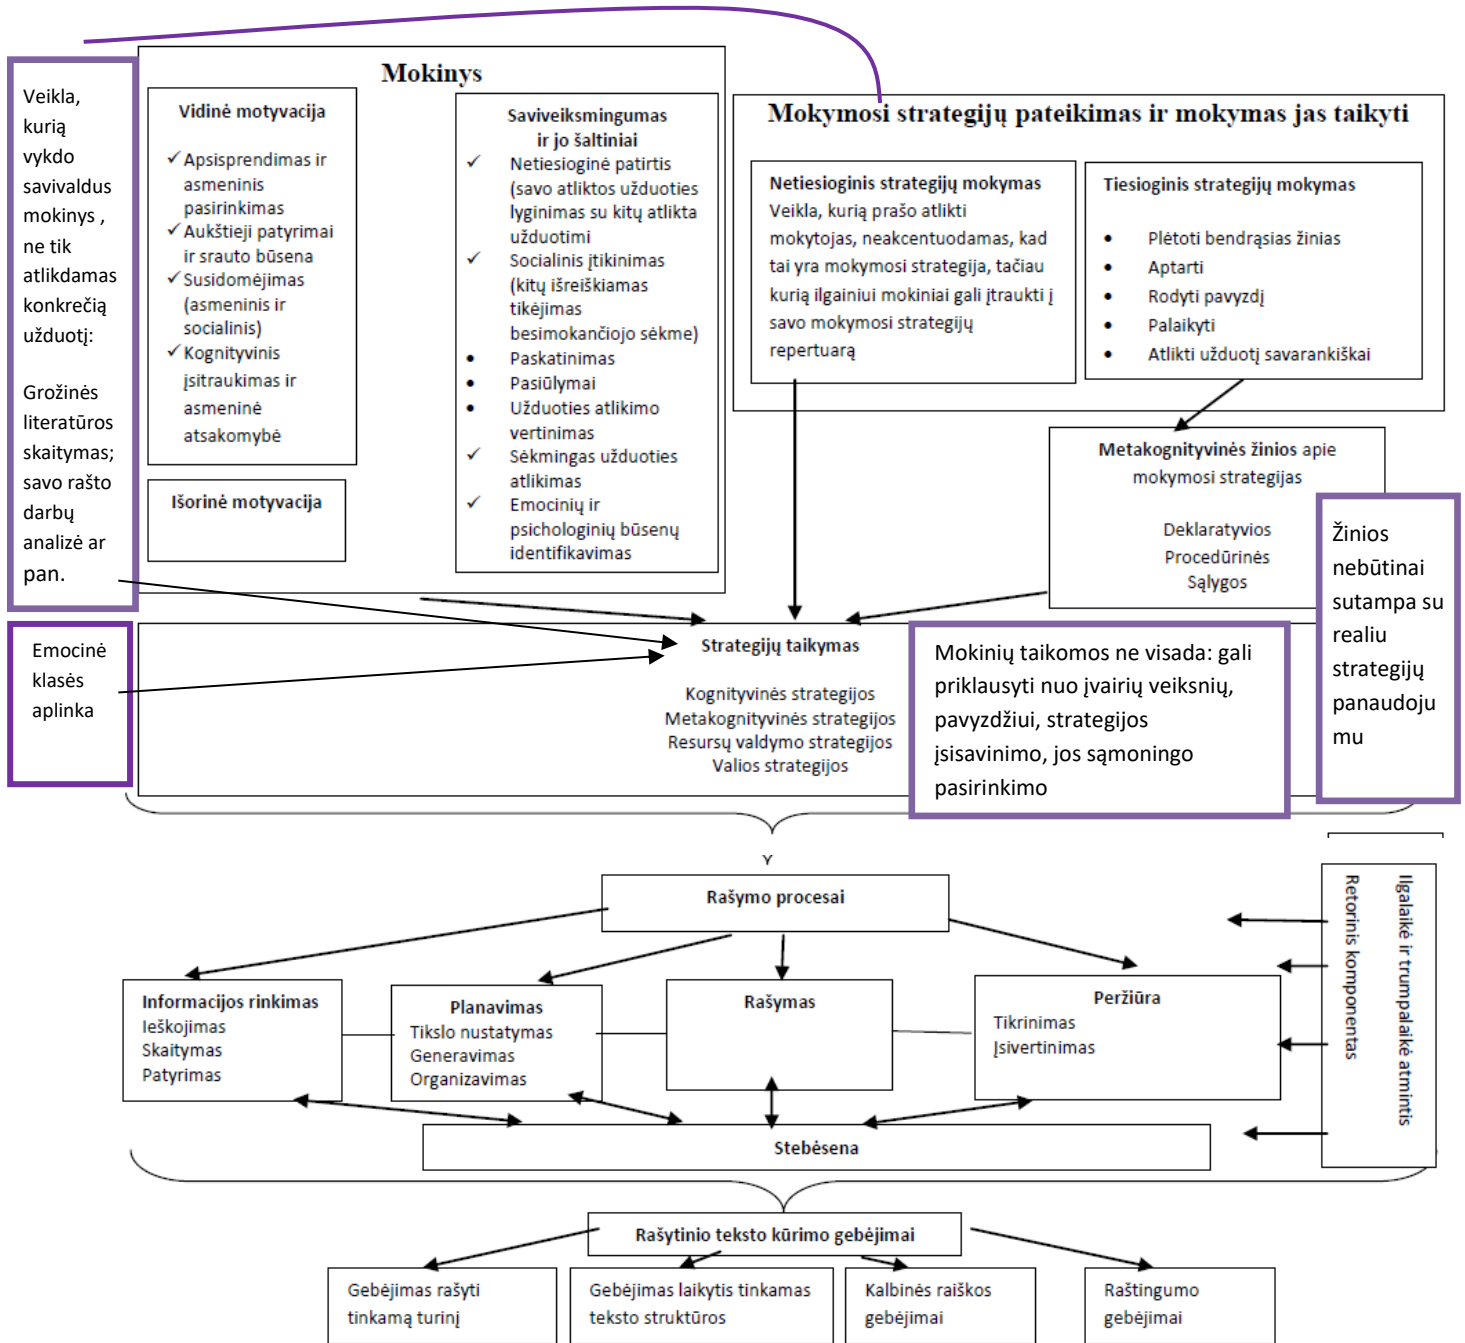 Veikla,
kurią
vykdo
savivaldus
mokinys ,
ne tik
atlikdamas
konkrečią
užduotį:
Grožinės
literatūros
skaitymas;
savo rašto
darbų
analizė ar
pan.
Emocinė
klasės
aplinka
Mokinys
Vidinė motyvacija
✓ Apsisprendimas ir
asmeninis
pasirinkimas
✓ Aukštieji patyrimai
ir srauto būsena
✓ Susidomėjimas
(asmeninis ir
socialinis)
✓ Kognityvinis
įsitraukimas ir
asmeninė
atsakomybė
Išorinė motyvacija
Saviveiksmingumas
ir jo šaltiniai
✓ Netiesioginė patirtis
(savo atliktos užduoties
lyginimas su kitų atlikta
užduotimi
✓ Socialinis įtikinimas
(kitų išreiškiamas
tikėjimas
besimokančiojo sėkme)
• Paskatinimas
• Pasiūlymai
• Užduoties atlikimo
vertinimas
✓ Sėkmingas užduoties
atlikimas
✓ Emocinių ir
psichologinių būsenų
identifikavimas
Mokymosi strategijų pateikimas ir mokymas jas taikyti
Netiesioginis strategijų mokymas
Veikla, kurią prašo atlikti
mokytojas, neakcentuodamas, kad
tai yra mokymosi strategija, tačiau
kurią ilgainiui mokiniai gali įtraukti į
savo mokymosi strategijų
repertuarą
Tiesioginis strategijų mokymas
• Plėtoti bendrąsias žinias
• Aptarti
• Rodyti pavyzdį
• Palaikyti
• Atlikti užduotį savarankiškai
Metakognityvinės žinios apie
mokymosi strategijas
Deklaratyvios
Procedūrinės
Sąlygos
Žinios
nebūtinai
sutampa su
realiu
strategijų
panaudoju
mu
Strategijų taikymas
Kognityvinės strategijos
Metakognityvinės strategijos
Resursų valdymo strategijos
Valios strategijos
Mokinių taikomos ne visada: gali
priklausyti nuo įvairių veiksnių,
pavyzdžiui, strategijos
įsisavinimo, jos sąmoningo
pasirinkimo
Rašymo procesai
Informacijos rinkimas
Ieškojimas
Skaitymas
Patyrimas
Planavimas
Tikslo nustatymas
Generavimas
Organizavimas
Rašymas
Peržiūra
Tikrinimas
Įsivertinimas
Ilgalaikė ir trumpalaikė atmintis
Retorinis komponentas
Stebėsena
Rašytinio teksto kūrimo gebėjimai
Gebėjimas rašyti
tinkamą turinį
Gebėjimas laikytis tinkamas
teksto struktūros
Kalbinės raiškos
gebėjimai
Raštingumo
gebėjimai